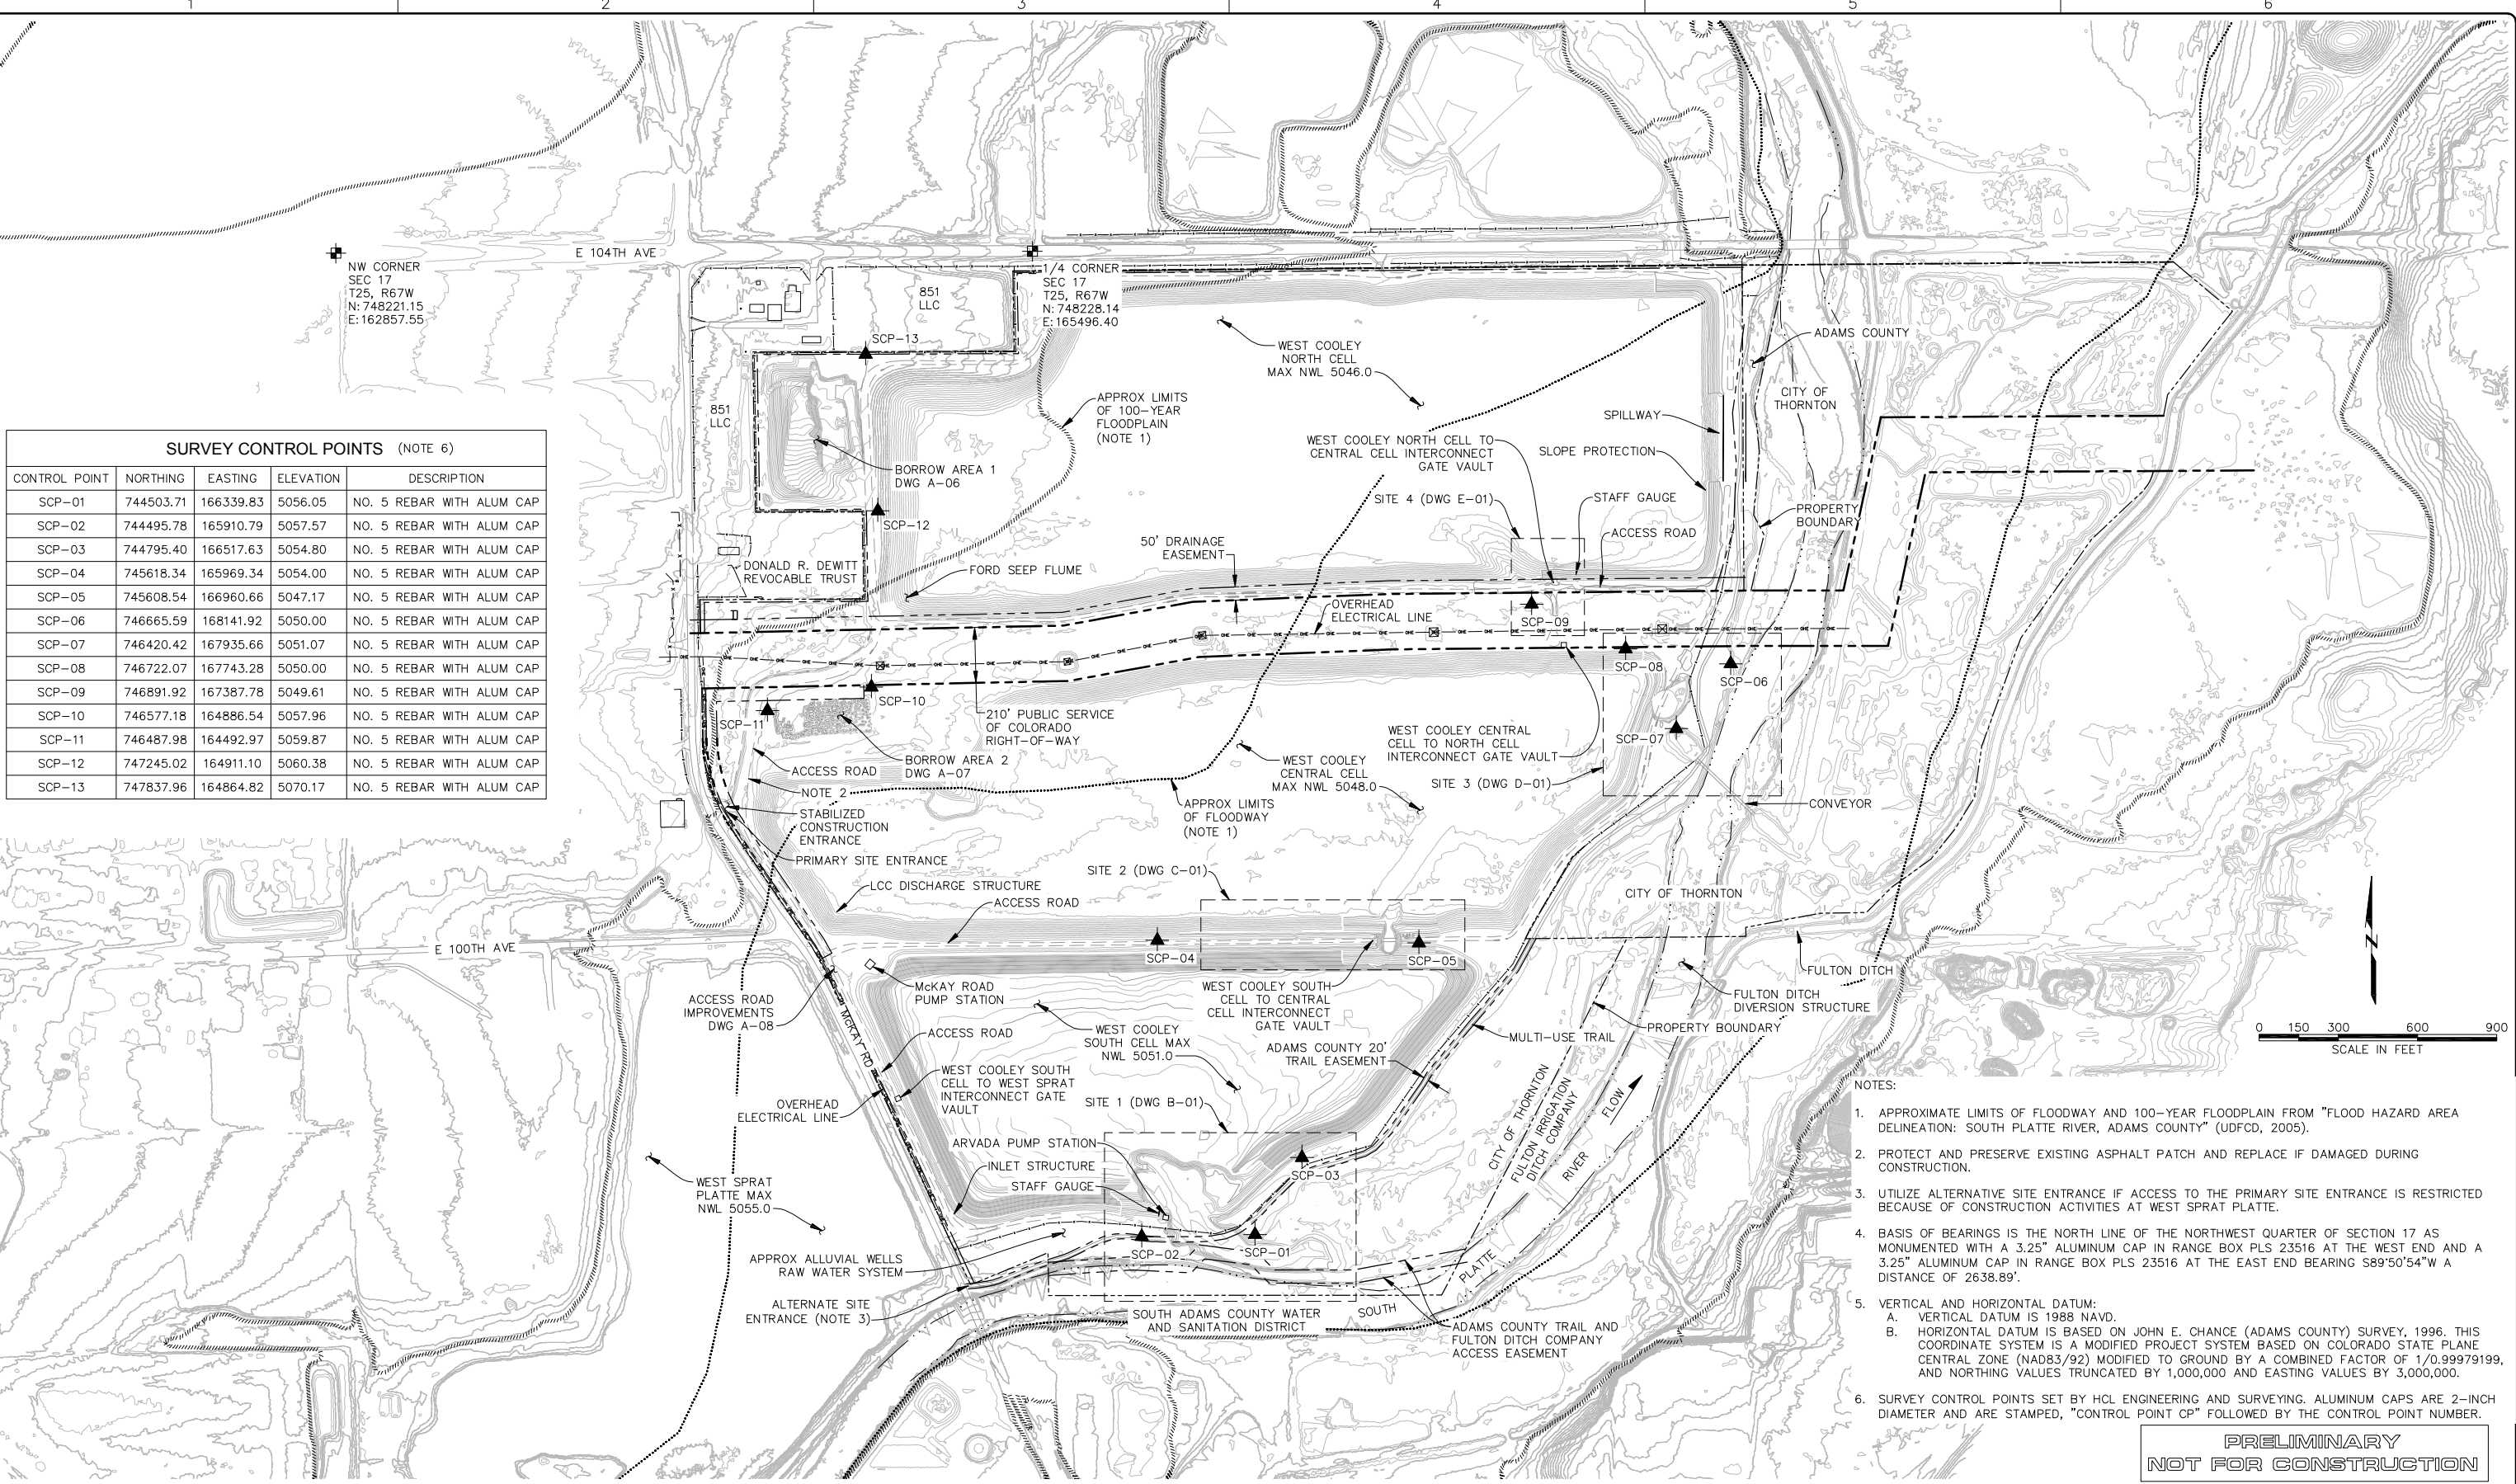 1
2
3
4
5
6
E 104TH AVE
NW CORNER
SEC 17
T25, R67W
N: 748221.15
E: 162857.55
1/4 CORNER
SEC 17
T25, R67W
N: 748228.14
E: 165496.40
851
LLC
SCP-13
WEST COOLEY
NORTH CELL
MAX NWL 5046.0
ADAMS COUNTY
CITY OF
THORNTON
851
LLC
APPROX LIMITS
OF 100-YEAR
FLOODPLAIN
(NOTE 1)
SPILLWAY
WEST COOLEY NORTH CELL TO
CENTRAL CELL INTERCONNECT
GATE VAULT
SLOPE PROTECTION
BORROW AREA 1
DWG A-06
SITE 4 (DWG E-01)
STAFF GAUGE
PROPERTY
BOUNDARY
SCP-12
ACCESS ROAD
50' DRAINAGE
EASEMENT
DONALD R. DEWITT
REVOCABLE TRUST
FORD SEEP FLUME
OVERHEAD
ELECTRICAL LINE
SCP-09
OHE
SCP-08
SCP-06
SCP-10
SCP-11
SCP-07
210' PUBLIC SERVICE
OF COLORADO
RIGHT-OF-WAY
WEST COOLEY CENTRAL
CELL TO NORTH CELL
INTERCONNECT GATE VAULT
BORROW AREA 2
DWG A-07
ACCESS ROAD
WEST COOLEY
CENTRAL CELL
MAX NWL 5048.0
SITE 3 (DWG D-01)
NOTE 2
APPROX LIMITS
OF FLOODWAY
(NOTE 1)
CONVEYOR
STABILIZED
CONSTRUCTION
ENTRANCE
PRIMARY SITE ENTRANCE
SURVEY CONTROL POINTS (NOTE 6)
CONTROL POINT NORTHING EASTING ELEVATION DESCRIPTION
SCP-01 744503.71 166339.83 5056.05 NO. 5 REBAR WITH ALUM CAP
SCP-02 744495.78 165910.79 5057.57 NO. 5 REBAR WITH ALUM CAP
SCP-03 744795.40 166517.63 5054.80 NO. 5 REBAR WITH ALUM CAP
SCP-04 745618.34 165969.34 5054.00 NO. 5 REBAR WITH ALUM CAP
SCP-05 745608.54 166960.66 5047.17 NO. 5 REBAR WITH ALUM CAP
SCP-06 746665.59 168141.92 5050.00 NO. 5 REBAR WITH ALUM CAP
SCP-07 746420.42 167935.66 5051.07 NO. 5 REBAR WITH ALUM CAP
SCP-08 746722.07 167743.28 5050.00 NO. 5 REBAR WITH ALUM CAP
SCP-09 746891.92 167387.78 5049.61 NO. 5 REBAR WITH ALUM CAP
SCP-10 746577.18 164886.54 5057.96 NO. 5 REBAR WITH ALUM CAP
SCP-11 746487.98 164492.97 5059.87 NO. 5 REBAR WITH ALUM CAP
SCP-12 747245.02 164911.10 5060.38 NO. 5 REBAR WITH ALUM CAP
SCP-13 747837.96 164864.82 5070.17 NO. 5 REBAR WITH ALUM CAP
SITE 2 (DWG C-01)
LCC DISCHARGE STRUCTURE
ACCESS ROAD
CITY OF THORNTON
E 100TH AVE
SCP-04
SCP-05
FULTON DITCH
McKAY ROAD
PUMP STATION
WEST COOLEY SOUTH
CELL TO CENTRAL
CELL INTERCONNECT
GATE VAULT
FULTON DITCH
DIVERSION STRUCTURE
ACCESS ROAD
IMPROVEMENTS
DWG A-08
McKAY RD
ACCESS ROAD
WEST COOLEY
SOUTH CELL MAX
NWL 5051.0
PROPERTY BOUNDARY
MULTI-USE TRAIL
ADAMS COUNTY 20'
TRAIL EASEMENT
WEST COOLEY SOUTH
CELL TO WEST SPRAT
INTERCONNECT GATE
VAULT
OVERHEAD
ELECTRICAL LINE
SITE 1 (DWG B-01)
CITY OF THORNTON
FULTON IRRIGATION
DITCH COMPANY
FLOW
RIVER
PLATTE
SOUTH
ARVADA PUMP STATION
INLET STRUCTURE
STAFF GAUGE
SCP-03
WEST SPRAT
PLATTE MAX
NWL 5055.0
SCP-02
SCP-01
APPROX ALLUVIAL WELLS
RAW WATER SYSTEM
ALTERNATE SITE
ENTRANCE (NOTE 3)
SOUTH ADAMS COUNTY WATER
AND SANITATION DISTRICT
ADAMS COUNTY TRAIL AND
FULTON DITCH COMPANY
ACCESS EASEMENT
N
0 150 300 600 900
SCALE IN FEET
NOTES:
1. APPROXIMATE LIMITS OF FLOODWAY AND 100-YEAR FLOODPLAIN FROM "FLOOD HAZARD AREA
DELINEATION: SOUTH PLATTE RIVER, ADAMS COUNTY" (UDFCD, 2005).
2. PROTECT AND PRESERVE EXISTING ASPHALT PATCH AND REPLACE IF DAMAGED DURING
CONSTRUCTION.
3. UTILIZE ALTERNATIVE SITE ENTRANCE IF ACCESS TO THE PRIMARY SITE ENTRANCE IS RESTRICTED
BECAUSE OF CONSTRUCTION ACTIVITIES AT WEST SPRAT PLATTE.
4. BASIS OF BEARINGS IS THE NORTH LINE OF THE NORTHWEST QUARTER OF SECTION 17 AS
MONUMENTED WITH A 3.25" ALUMINUM CAP IN RANGE BOX PLS 23516 AT THE WEST END AND A
3.25" ALUMINUM CAP IN RANGE BOX PLS 23516 AT THE EAST END BEARING S89°50'54"W A
DISTANCE OF 2638.89'.
5. VERTICAL AND HORIZONTAL DATUM:
A. VERTICAL DATUM IS 1988 NAVD.
B. HORIZONTAL DATUM IS BASED ON JOHN E. CHANCE (ADAMS COUNTY) SURVEY, 1996. THIS
COORDINATE SYSTEM IS A MODIFIED PROJECT SYSTEM BASED ON COLORADO STATE PLANE
CENTRAL ZONE (NAD83/92) MODIFIED TO GROUND BY A COMBINED FACTOR OF 1/0.99979199,
AND NORTHING VALUES TRUNCATED BY 1,000,000 AND EASTING VALUES BY 3,000,000.
6. SURVEY CONTROL POINTS SET BY HCL ENGINEERING AND SURVEYING. ALUMINUM CAPS ARE 2-INCH
DIAMETER AND ARE STAMPED, "CONTROL POINT CP" FOLLOWED BY THE CONTROL POINT NUMBER.
PRELIMINARY
NOT FOR CONSTRUCTION